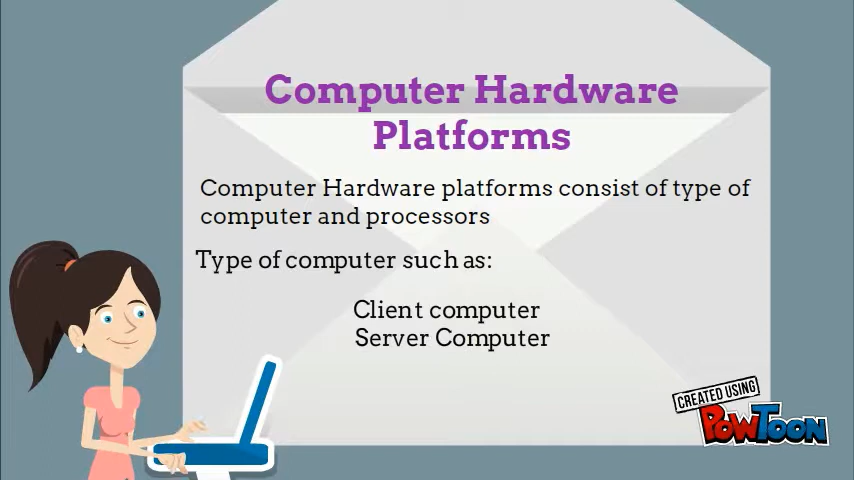 Computer Hardware
Platforms
Computer Hardware platforms consist of type of
computer and processors
Type of computer such as:
Client computer
Server Computer
CREATED USING
POWTOON